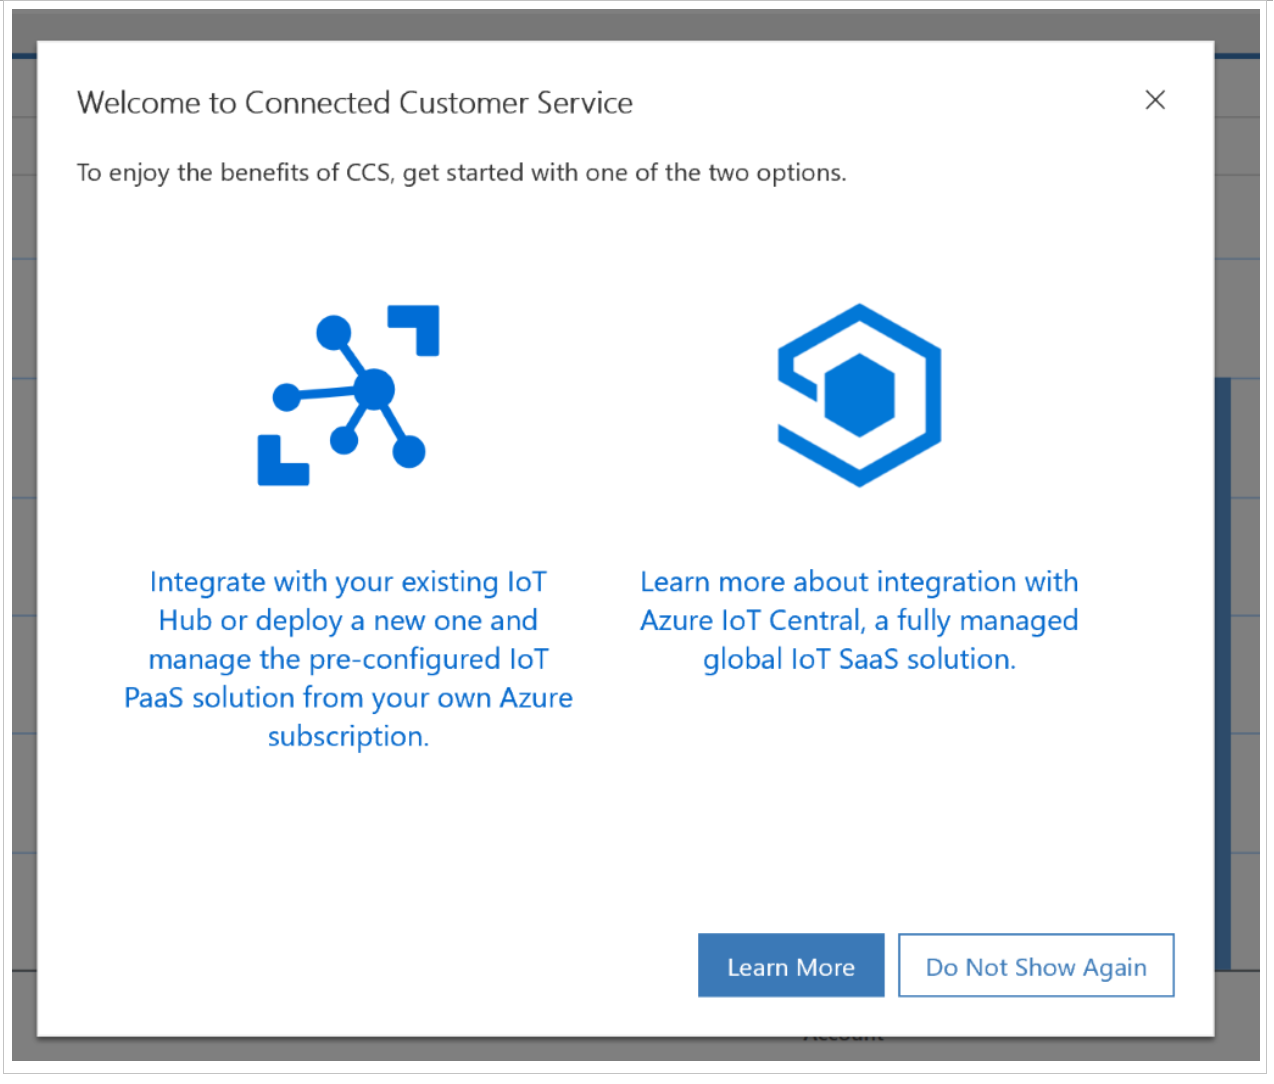 Welcome to Connected Customer Service
To enjoy the benefits of CCS, get started with one of the two options.
Integrate with your existing IoT
Hub or deploy a new one and
manage the pre-configured IoT
PaaS solution from your own Azure
subscription.
Learn more about integration with
Azure IoT Central, a fully managed
global IoT SaaS solution.
Learn More
Do Not Show Again
Account